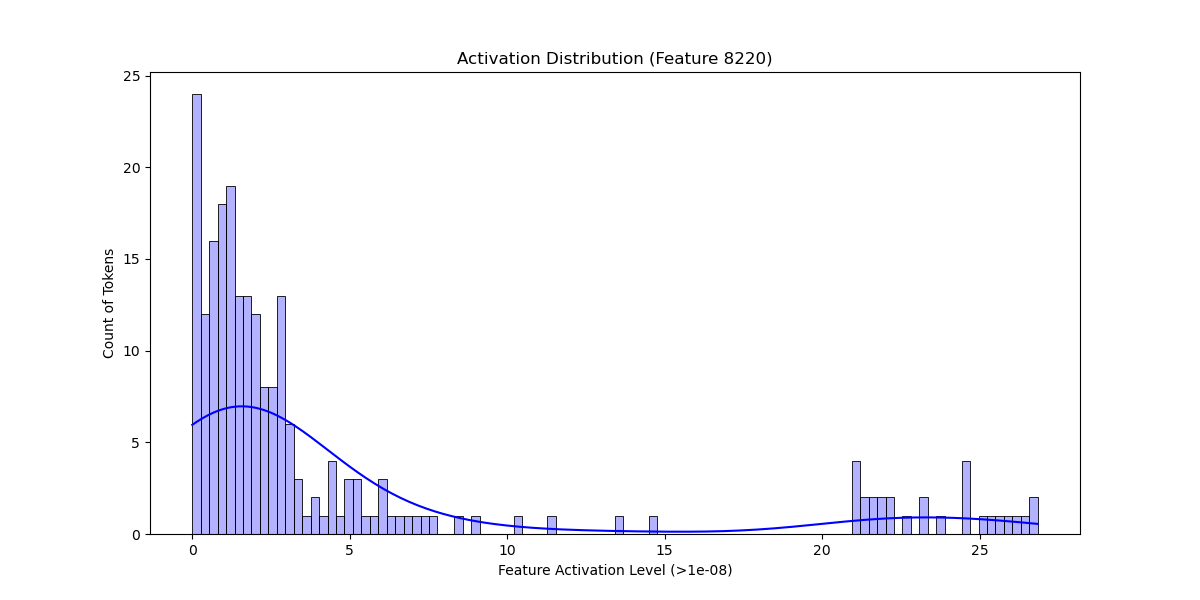 Activation Distribution (Feature 8220)
25
20
15
10
5
0
Count of Tokens
0 5 10 15 20 25
Feature Activation Level (>1e-08)